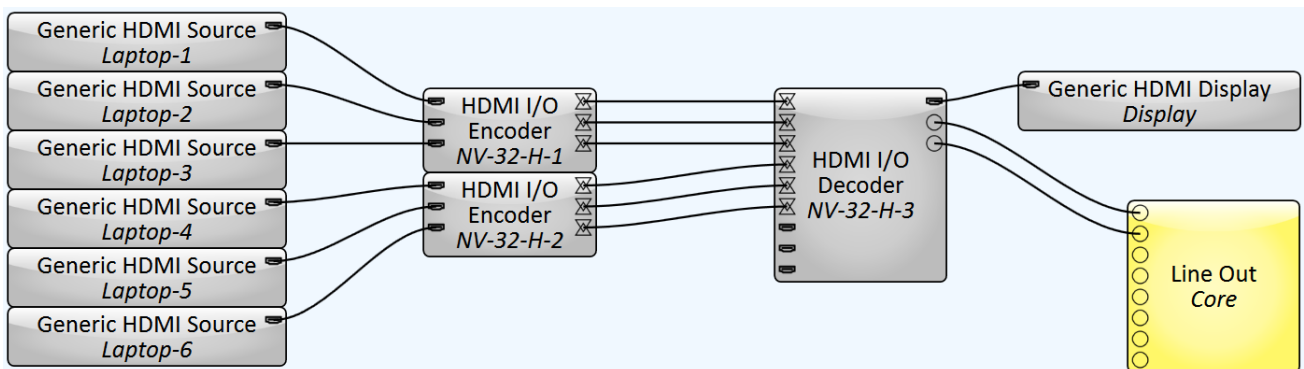 Generic HDMI Source
Laptop-1
Generic HDMI Source
Laptop-2
Generic HDMI Source
Laptop-3
Generic HDMI Source
Laptop-4
Generic HDMI Source
Laptop-5
Generic HDMI Source
Laptop-6
HDMI I/O
Encoder
NV-32-H-1
HDMI I/O
Encoder
NV-32-H-2
HDMI I/O
Decoder
NV-32-H-3
Generic HDMI Display
Display
Line Out
Core